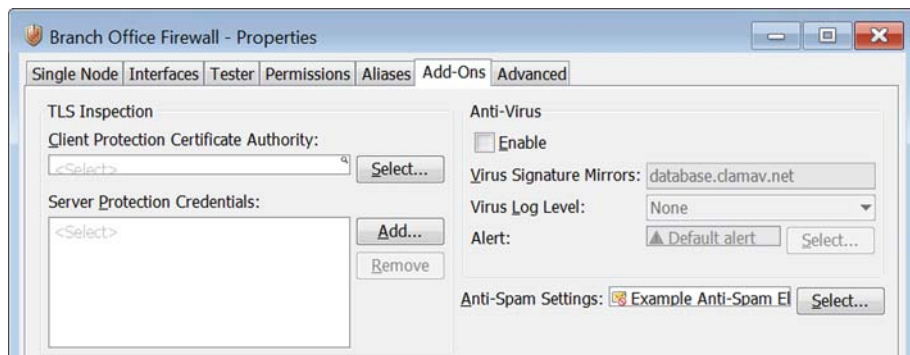 Branch Office Firewall - Properties
Single Node Interfaces Tester Permissions Aliases Add-Ons Advanced
TLS Inspection
Client Protection Certificate Authority:
<Select>
Select...
Server Protection Credentials:
<Select>
Add...
Remove
Anti-Virus
Enable
Virus Signature Mirrors: database.clamav.net
Virus Log Level: None
Alert: Default alert Select...
Anti-Spam Settings: Example Anti-Spam El Select...